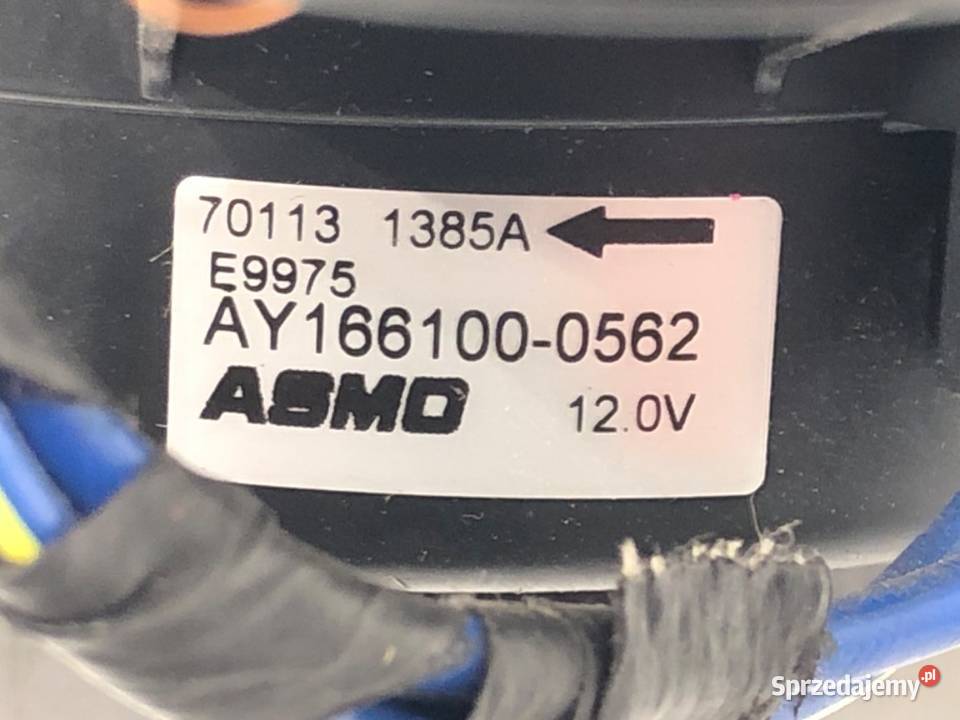 70113 1385A
E9975
AY166100-0562
ASMO 12.0V
Sprzedajemy.pl